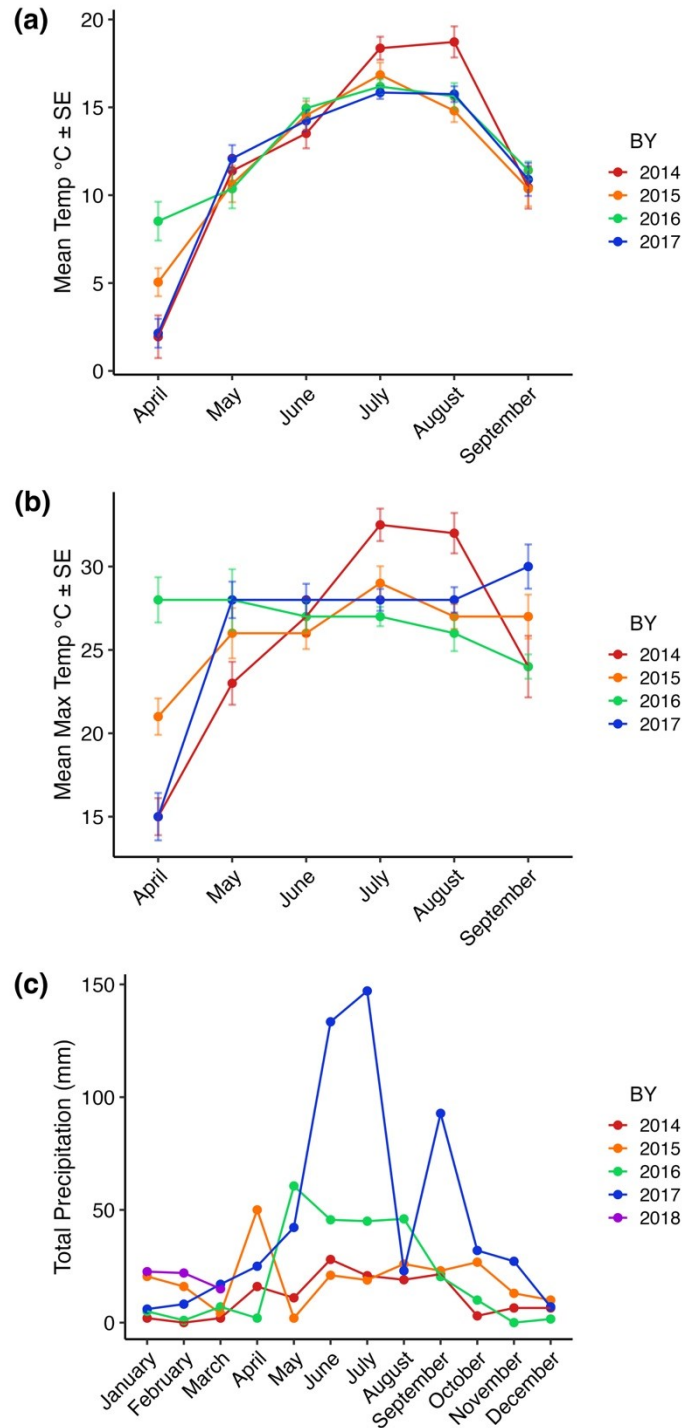 (a)
Mean Temp °C ± SE
20
15
10
5
0
April
May
June
July
August
September
BY
2014
2015
2016
2017
(b)
Mean Max Temp °C ± SE
30
25
20
15
April
May
June
July
August
September
BY
2014
2015
2016
2017
(c)
Total Precipitation (mm)
150
100
50
0
January
February
March
April
May
June
July
August
September
October
November
December
BY
2014
2015
2016
2017
2018